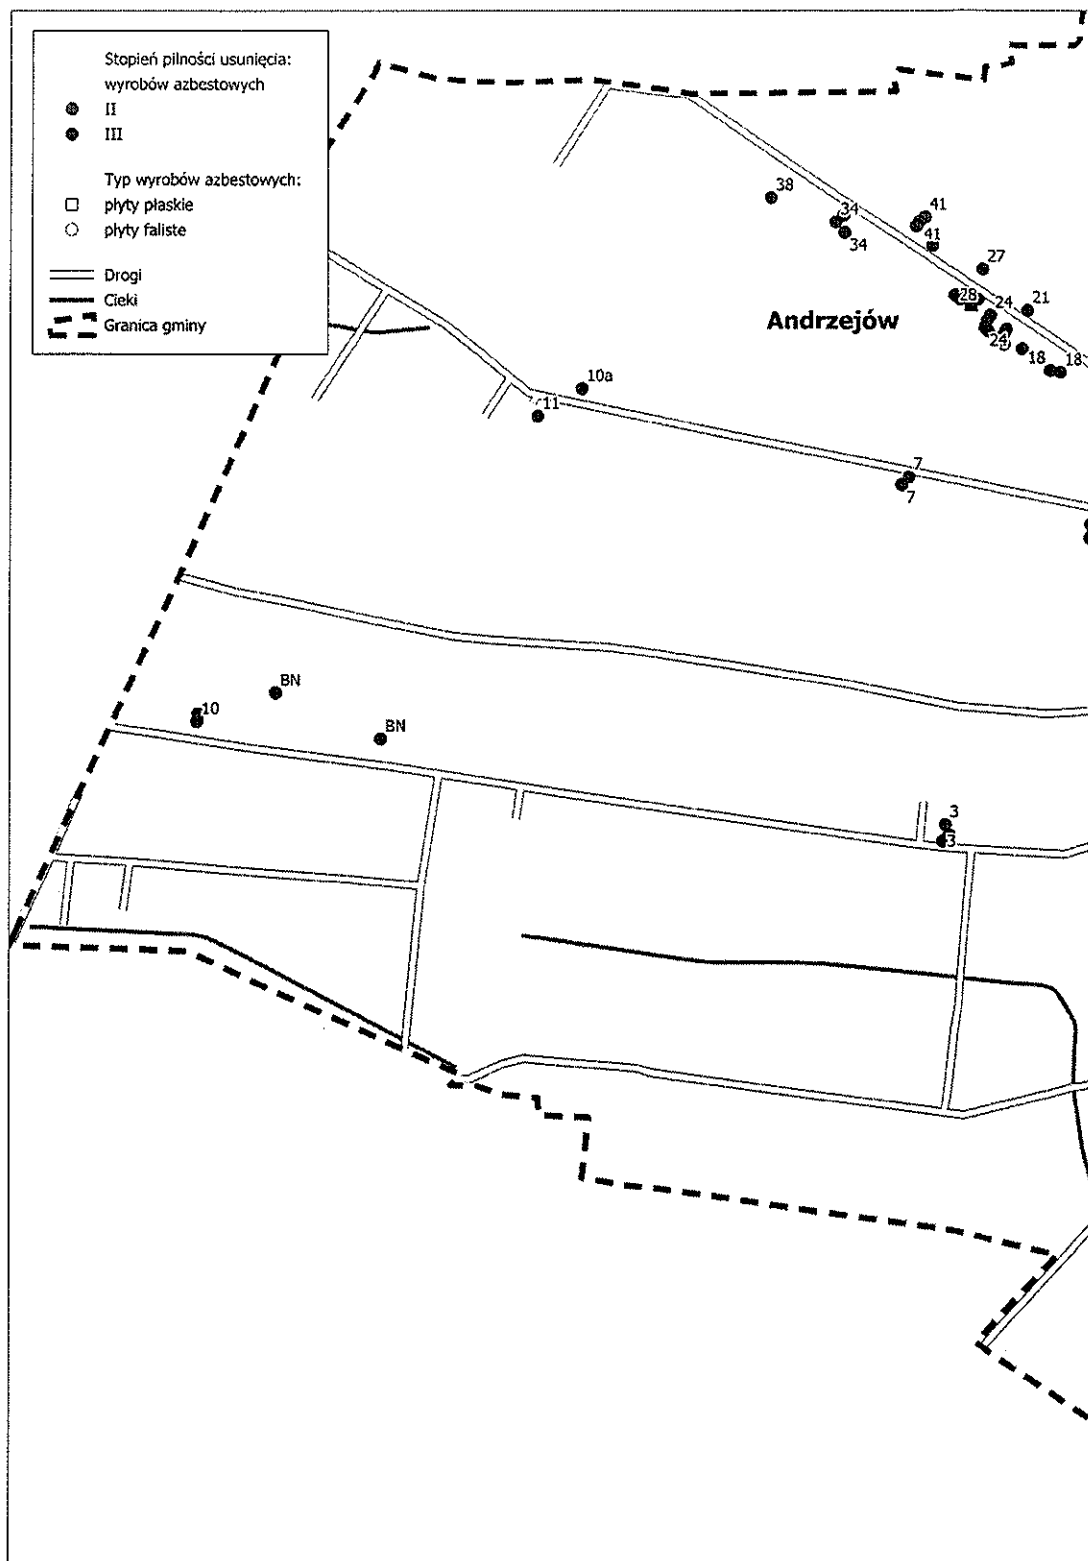 Stopień pilności usunięcia:
wyrobów azbestowych
II
III
Typ wyrobów azbestowych:
płyty płaskie
płyty faliste
Drogi
Cieki
Granica gminy
38
34
34
41
41
27
28
24
21
24
18
18
Andrzejów
10a
11
7
7
BN
10
BN
3
3